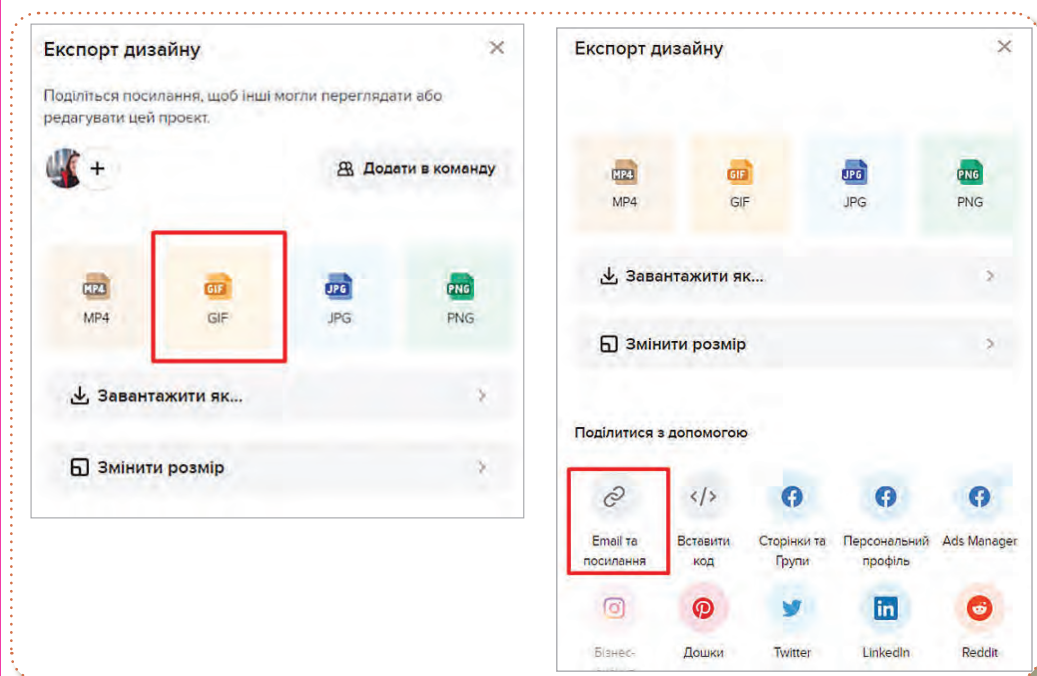 Експорт дизайну
Поділіться посилання, щоб інші могли переглядати або
редагувати цей проєкт.
+
Додати в команду
MP4 GIF JPG PNG
MP4 GIF JPG PNG
Завантажити як...
Змінити розмір
Експорт дизайну
MP4 GIF JPG PNG
MP4 GIF JPG PNG
Завантажити як...
Змінити розмір
Поділитися з допомогою
</>
Email та Вставити Сторінки та Персональний Ads Manager
посилання код Групи профіль
Бізнес- Дошки Twitter LinkedIn Reddit